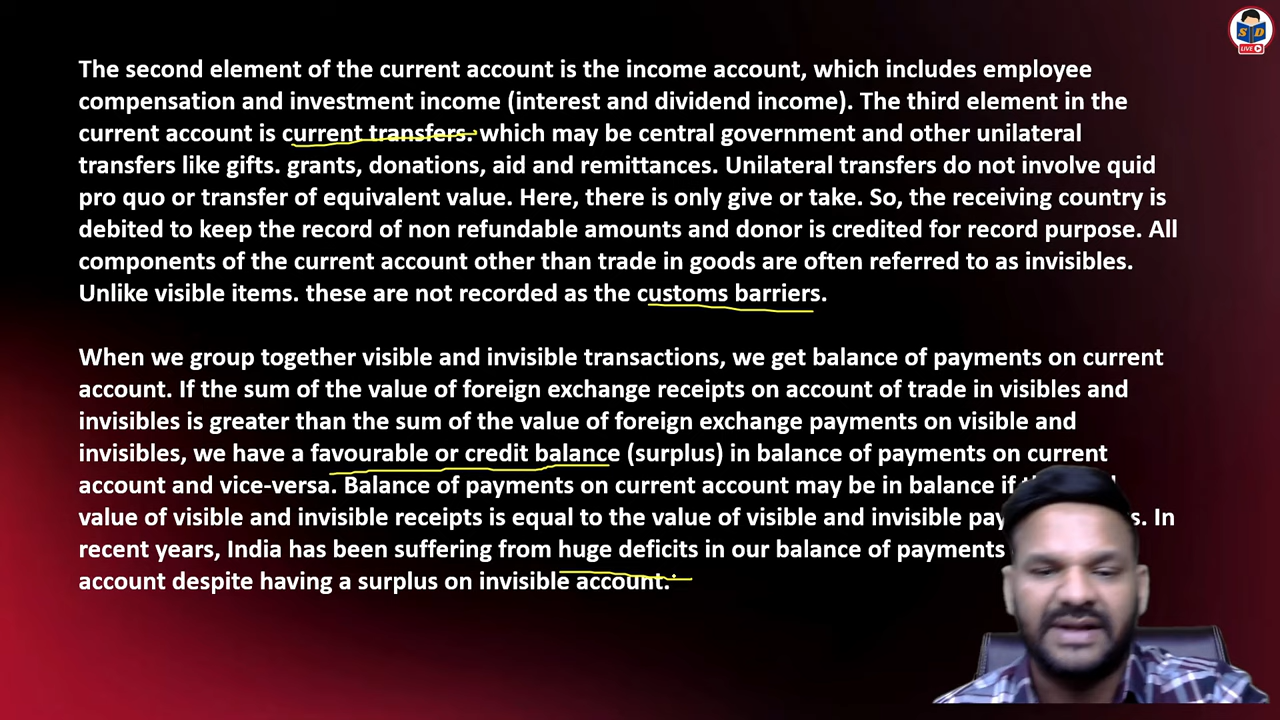 The second element of the current account is the income account, which includes employee
compensation and investment income (interest and dividend income). The third element in the
current account is current transfers. which may be central government and other unilateral
transfers like gifts. grants, donations, aid and remittances. Unilateral transfers do not involve quid
pro quo or transfer of equivalent value. Here, there is only give or take. So, the receiving country is
debited to keep the record of non refundable amounts and donor is credited for record purpose. All
components of the current account other than trade in goods are often referred to as invisibles.
Unlike visible items. these are not recorded as the customs barriers.
When we group together visible and invisible transactions, we get balance of payments on current
account. If the sum of the value of foreign exchange receipts on account of trade in visibles and
invisibles is greater than the sum of the value of foreign exchange payments on visible and
invisibles, we have a favourable or credit balance (surplus) in balance of payments on current
account and vice-versa. Balance of payments on current account may be in balance if
value of visible and invisible receipts is equal to the value of visible and invisible In
recent years, India has been suffering from huge deficits in our balance of payments
account despite having a surplus on invisible account.
S D
LIVE